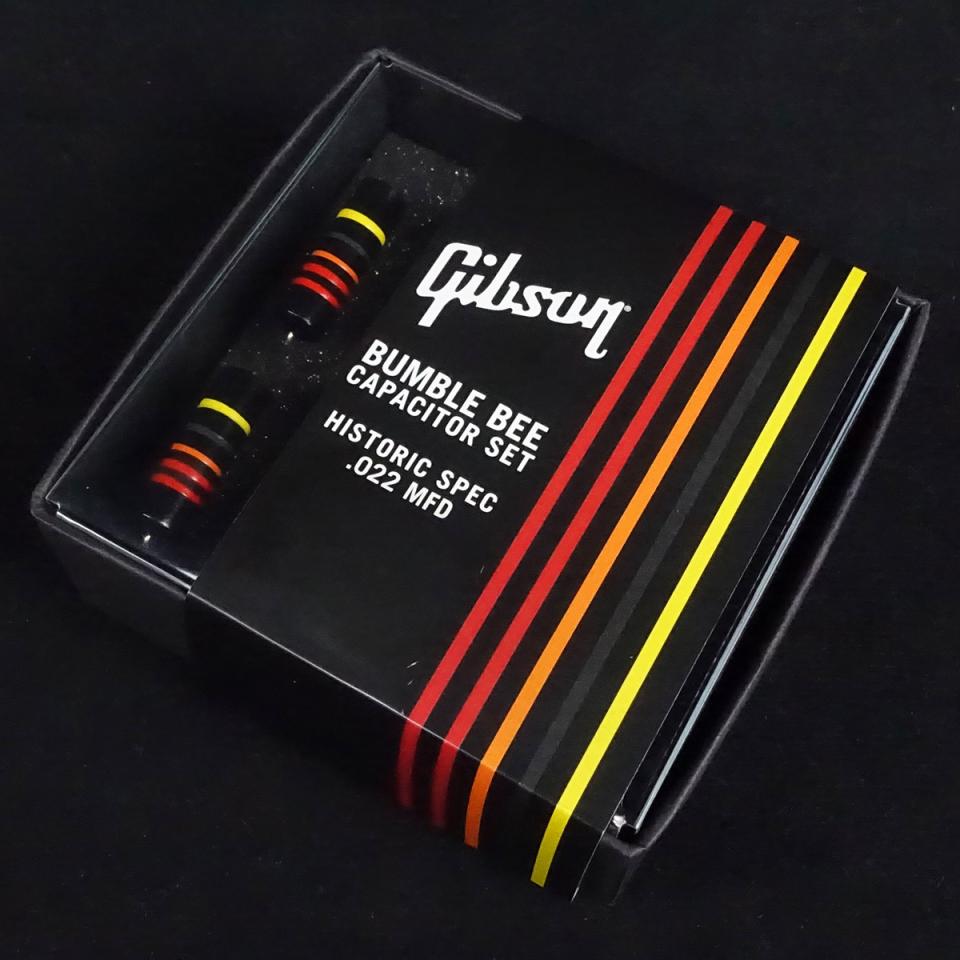 Gibson
BUMBLE BEE
CAPACITOR SET
HISTORIC SPEC
.022 MFD